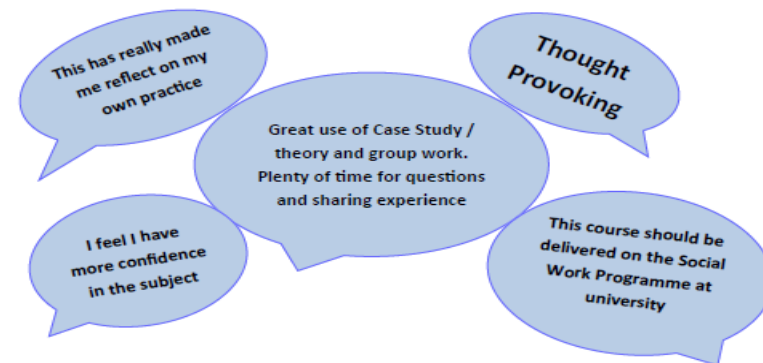 This has really made
me reflect on my
own practice
Thought
Provoking
Great use of Case Study /
theory and group work.
Plenty of time for questions
and sharing experience
I feel I have
more confidence
in the subject
This course should be
delivered on the Social
Work Programme at
university